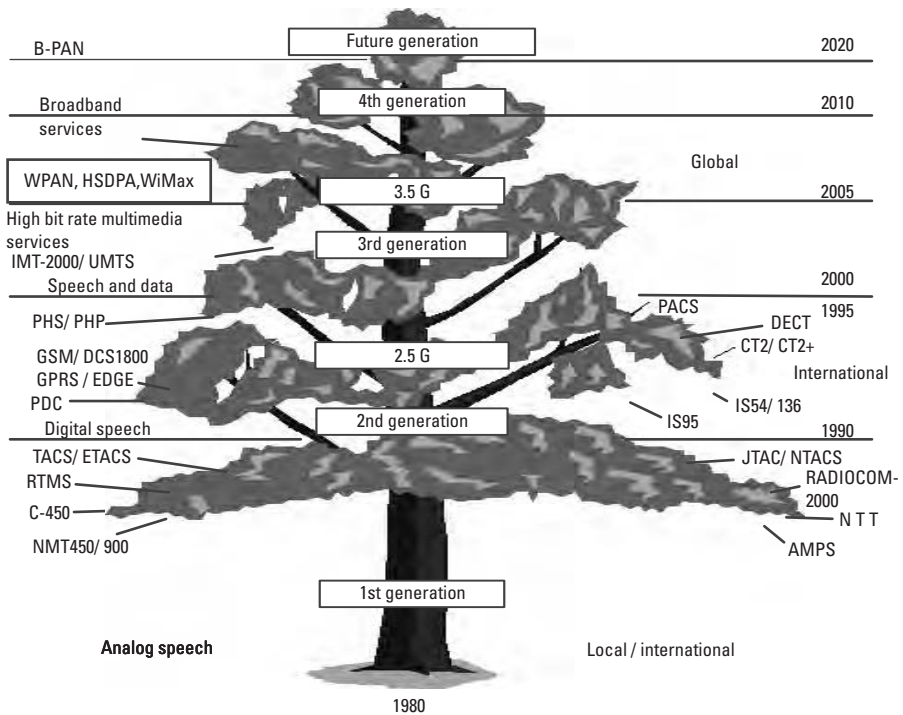 Future generation
B-PAN
2020
4th generation
2010
Broadband
services
Global
WPAN, HSDPA,WiMax
3.5 G
2005
High bit rate multimedia
services
3rd generation
IMT-2000/ UMTS
Speech and data
2000
PACS
1995
PHS/ PHP
DECT
CT2/ CT2+
GSM/ DCS1800
2.5 G
GPRS / EDGE
International
PDC
IS54/ 136
IS95
2nd generation
Digital speech
1990
TACS/ ETACS
JTAC/ NTACS
RTMS
RADIOCOM-
2000
C-450
N T T
NMT450/ 900
AMPS
1st generation
Analog speech
Local / international
1980